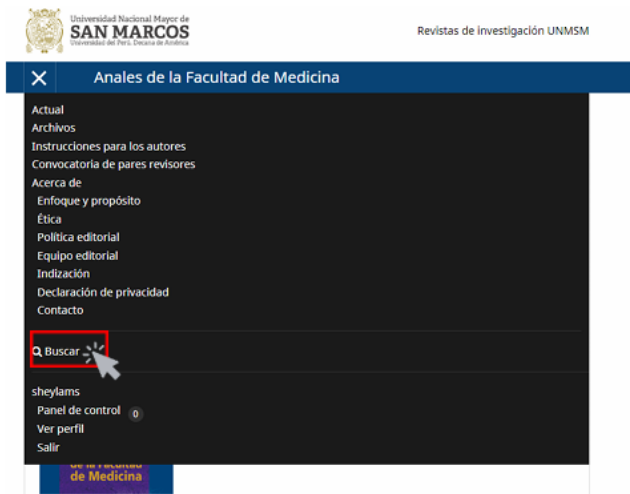 Universidad Nacional Mayor de
SAN MARCOS
Universidad del Perú. Decana de América
Revistas de investigación UNMSM
Anales de la Facultad de Medicina
Actual
Archivos
Instrucciones para los autores
Convocatoria de pares revisores
Acerca de
Enfoque y propósito
Ética
Política editorial
Equipo editorial
Indización
Declaración de privacidad
Contacto
Buscar
sheylams
Panel de control 0
Ver perfil
Salir
de la Facultad
de Medicina